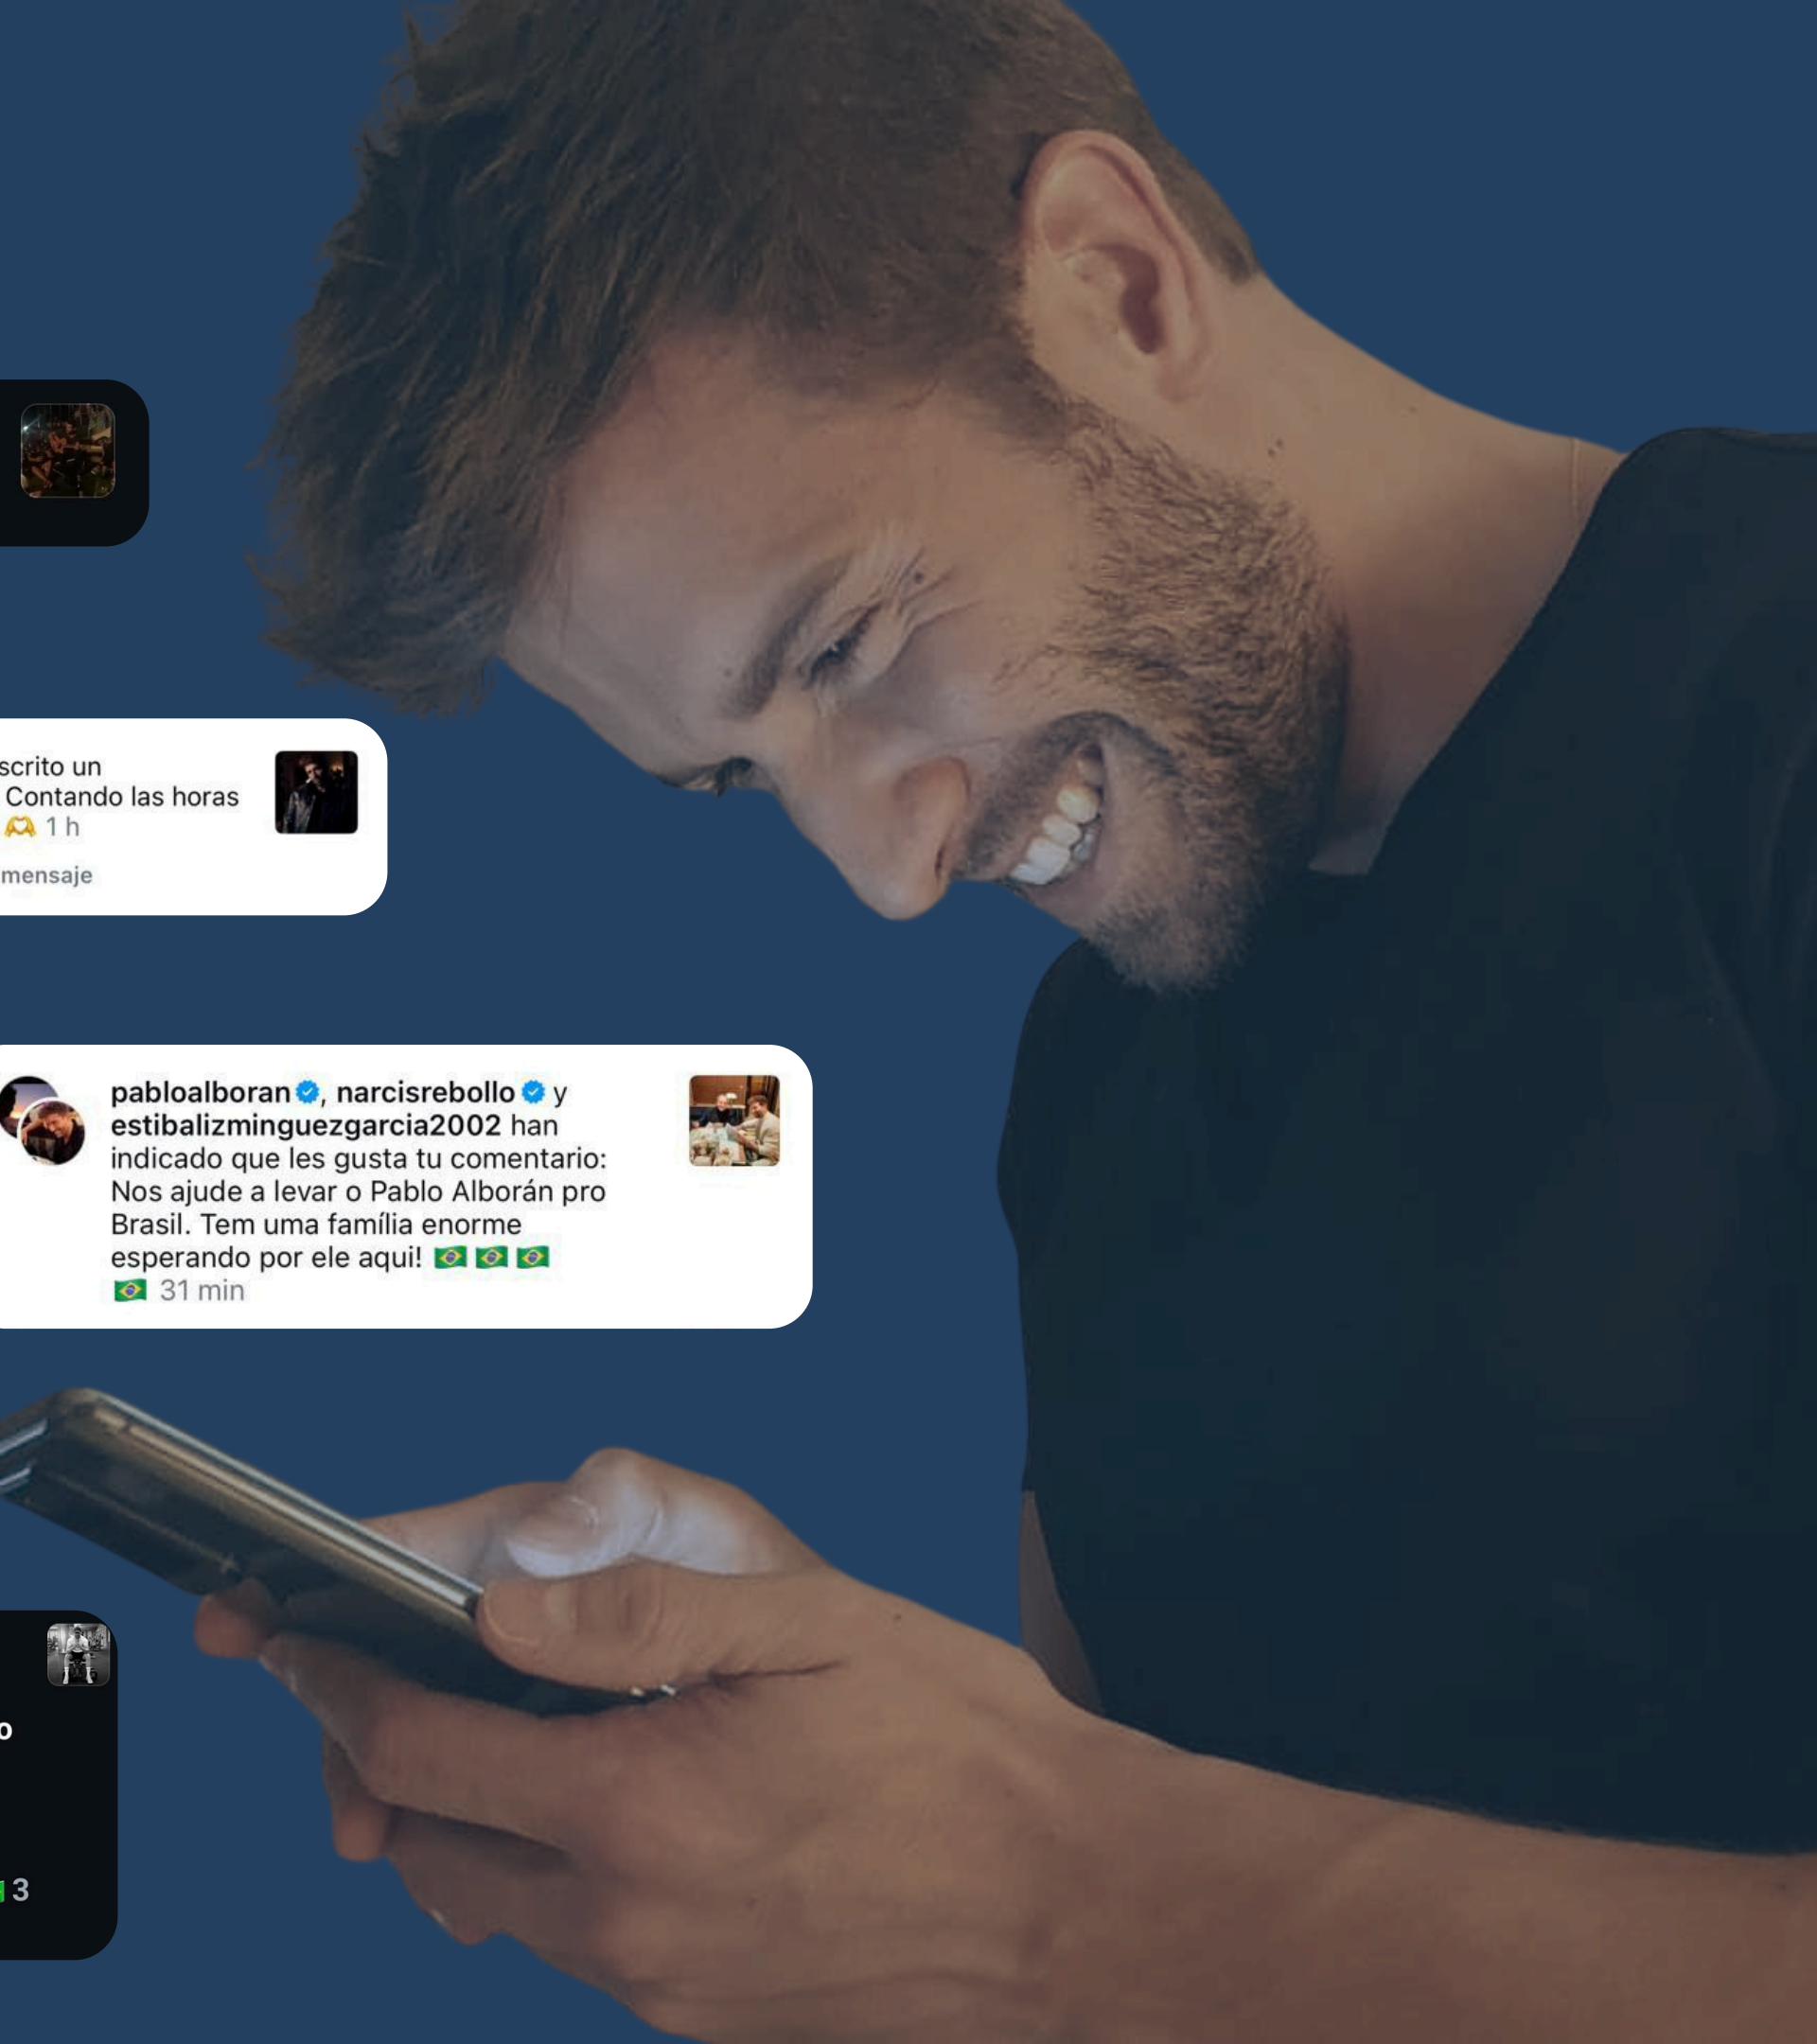 scrito un
Contando las horas
🫶 1 h
mensaje
pabloalboran, narcisrebollo y
estibalizminguezgarcia2002 han
indicado que les gusta tu comentario:
Nos ajude a levar o Pablo Alborán pro
Brasil. Tem uma família enorme
esperando por ele aqui! 🇧🇷🇧🇷🇧🇷
🇧🇷 31 min
o
3